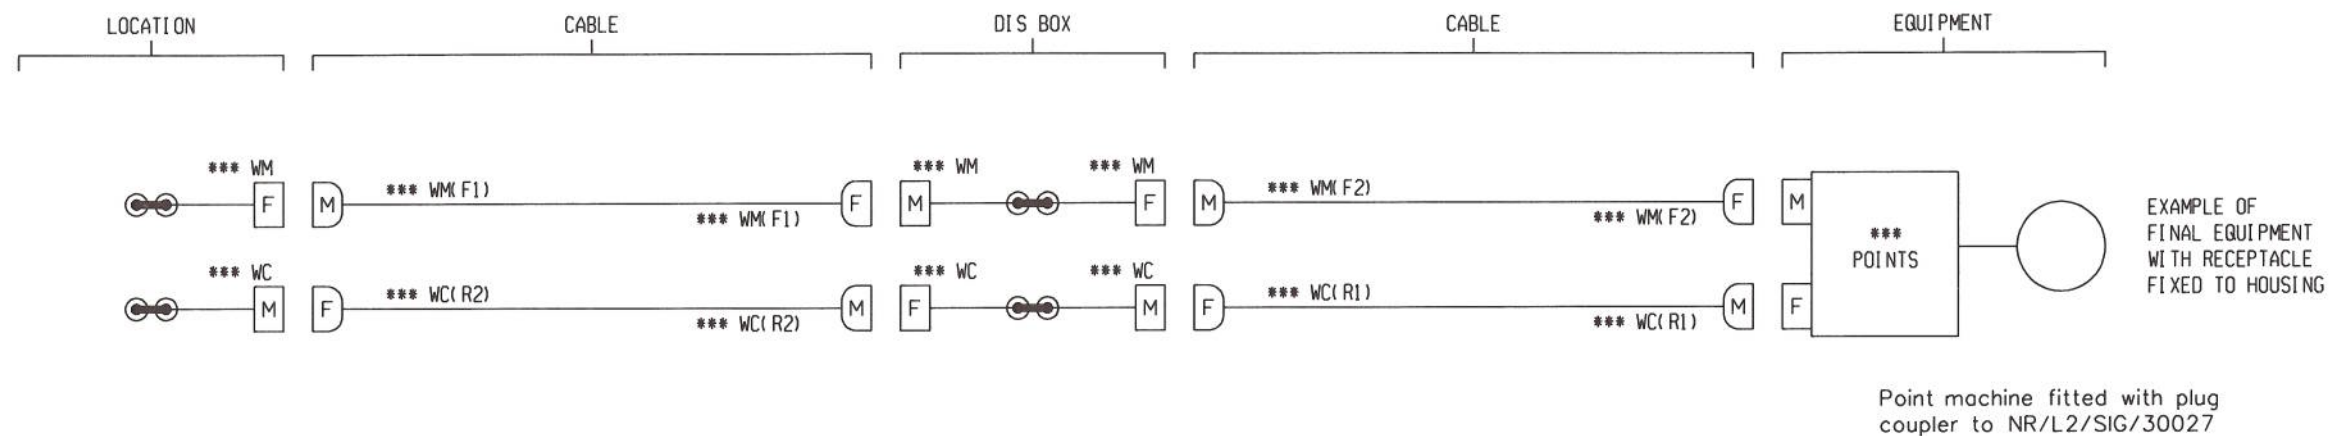 LOCATION CABLE DIS BOX CABLE EQUIPMENT
*** WM *** WM *** WM
F M *** WM(F1) *** WM(F1) F M F M *** WM(F2) *** WM(F2) F M
*** WC *** WC *** WC
M F *** WC(R2) *** WC(R2) M F M F *** WC(R1) *** WC(R1) M F
***
POINTS
EXAMPLE OF
FINAL EQUIPMENT
WITH RECEPTACLE
FIXED TO HOUSING
Point machine fitted with plug
coupler to NR/L2/SIG/30027